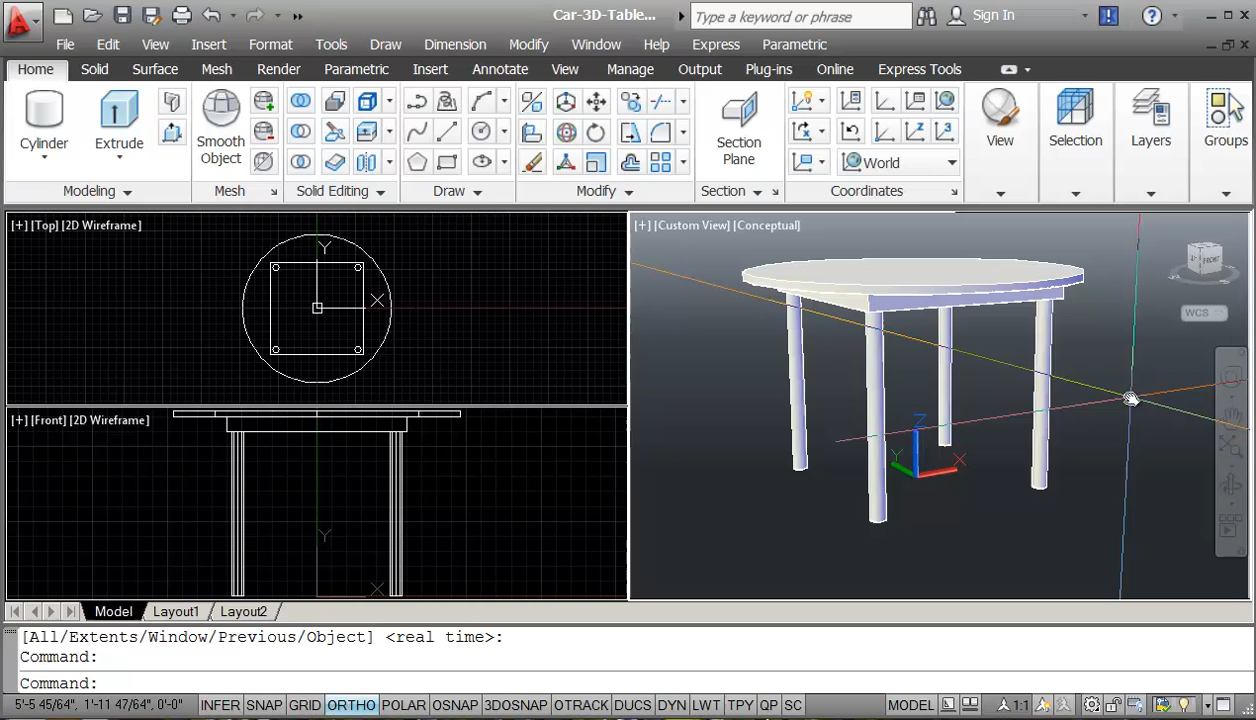 Car-3D-Table...
Type a keyword or phrase
Sign In
File Edit View Insert Format Tools Draw Dimension Modify Window Help Express Parametric
Home Solid Surface Mesh Render Parametric Insert Annotate View Manage Plug-ins Output Online Express Tools
Cylinder
Extrude
Smooth Object
Section Plane
World
View
Selection
Layers
Groups
Modeling Mesh Solid Editing Draw Modify Section Coordinates
[+] [Top] [2D Wireframe]
Y
X
[+] [Front] [2D Wireframe]
Y
X
[+] [Custom View] [Conceptual]
FRONT
WCS
Z
Y
X
Model Layout1 Layout2
[All/Extents/Window/Previous/Object] <real time>:
Command:
Command:
5'-5 45/64", 1'-11 47/64", 0'-0" INFER SNAP GRID ORTHO POLAR OSNAP 3DOSNAP OTRACK DUCS DYN LWT TPY QP SC MODEL 1:1